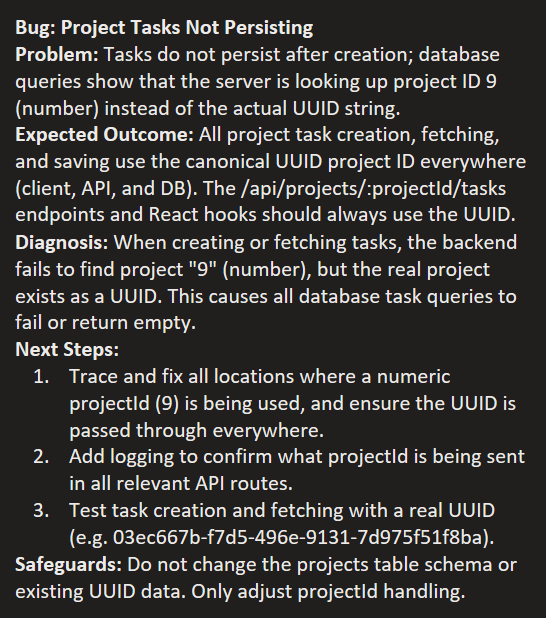 Bug: Project Tasks Not Persisting
Problem: Tasks do not persist after creation; database
queries show that the server is looking up project ID 9
(number) instead of the actual UUID string.
Expected Outcome: All project task creation, fetching,
and saving use the canonical UUID project ID everywhere
(client, API, and DB). The /api/projects/:projectId/tasks
endpoints and React hooks should always use the UUID.
Diagnosis: When creating or fetching tasks, the backend
fails to find project "9" (number), but the real project
exists as a UUID. This causes all database task queries to
fail or return empty.
Next Steps:
1. Trace and fix all locations where a numeric
projectId (9) is being used, and ensure the UUID is
passed through everywhere.
2. Add logging to confirm what projectId is being sent
in all relevant API routes.
3. Test task creation and fetching with a real UUID
(e.g. 03ec667b-f7d5-496e-9131-7d975f51f8ba).
Safeguards: Do not change the projects table schema or
existing UUID data. Only adjust projectId handling.